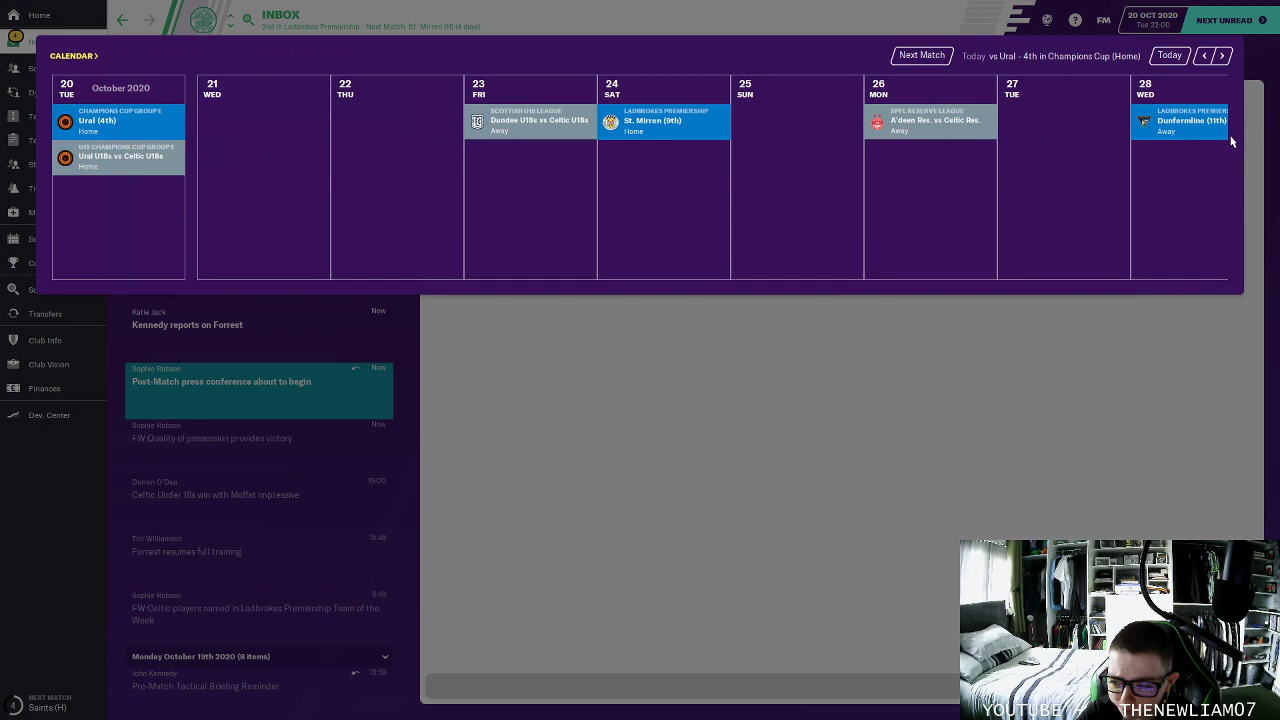 Home
INBOX
2nd in Ladbrokes Premiership - Next Match: St. Mirren (H) (4 days)
FM
20 OCT 2020
Tue 22:00
NEXT UNREAD
CALENDAR >
Next Match
Today vs Ural - 4th in Champions Cup (Home)
Today
20
TUE
October 2020
21
WED
22
THU
23
FRI
24
SAT
25
SUN
26
MON
27
TUE
28
WED
CHAMPIONS CUP GROUP E
Ural (4th)
Home
U19 CHAMPIONS CUP GROUP E
Ural U18s vs Celtic U18s
Home
SCOTTISH U18 LEAGUE
Dundee U18s vs Celtic U18s
Away
LADBROKES PREMIERSHIP
St. Mirren (9th)
Home
SPFL RESERVE LEAGUE
A'deen Res. vs Celtic Res.
Away
LADBROKES PREMIERS
Dunfermline (11th)
Away
Transfers
Club Info
Club Vision
Finances
Dev. Center
Katie Jack
Now
Kennedy reports on Forrest
Sophie Robson
Now
Post-Match press conference about to begin
Sophie Robson
Now
FW:Quality of possession provides victory
Darren O'Dea
19:00
Celtic Under 18s win with Moffat impressive
Tim Williamson
15:46
Forrest resumes full training
Sophie Robson
8:49
FW:Celtic players named in Ladbrokes Premiership Team of the
Week
Monday October 19th 2020 (8 Items)
John Kennedy
13:59
Pre-Match Tactical Briefing Reminder
4
NEXT MATCH
Saints (H)
YOUTUBE - THENEWLIAM07